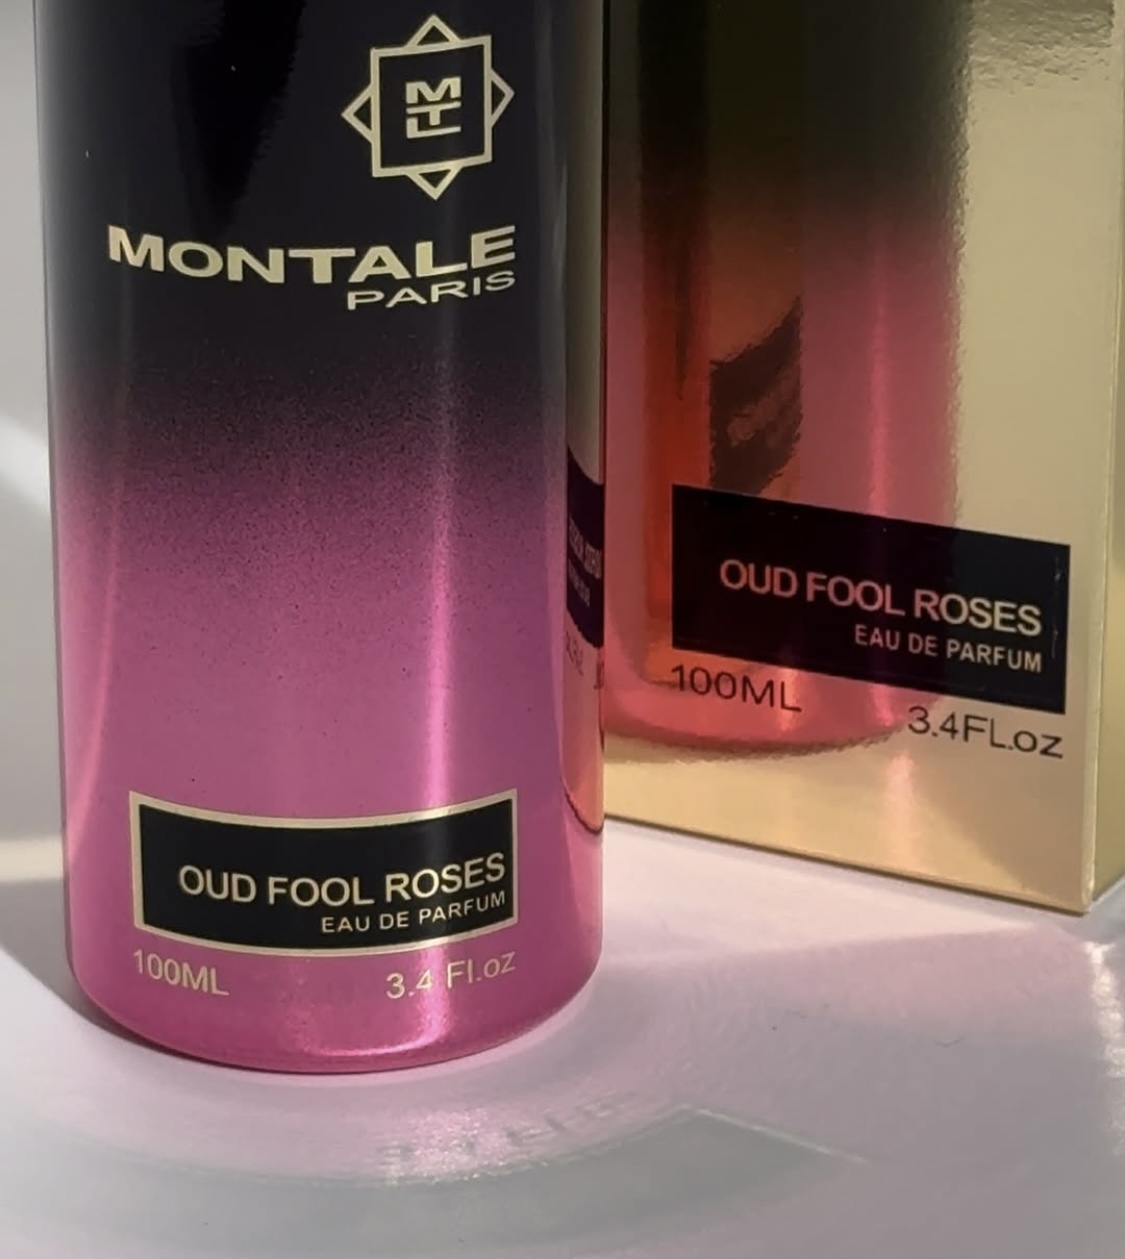 MTL
MONTALE
PARIS
OUD FOOL ROSES
EAU DE PARFUM
100ML 3.4 Fl.oz
OUD FOOL ROSES
EAU DE PARFUM
100ML 3.4FL.oz